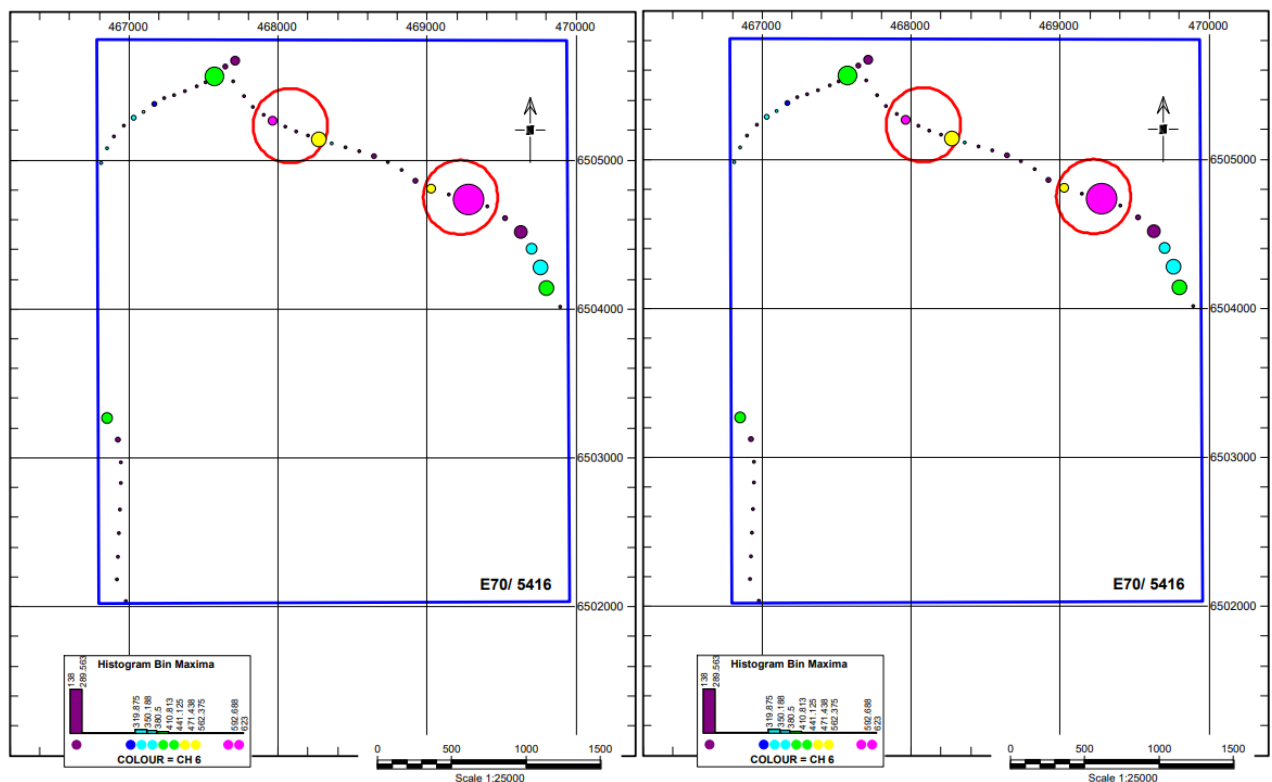 467000 468000 469000 470000
6505000
6504000
6503000
E70/ 5416
6502000
Histogram Bin Maxima
138
289.563
319.875
350.188
380.5
410.813
441.125
471.438
562.375
592.688
623
COLOUR = CH 6
0 500 1000 1500
Scale 1:25000
467000 468000 469000 470000
6505000
6504000
6503000
E70/ 5416
6502000
Histogram Bin Maxima
138
289.563
319.875
350.188
380.5
410.813
441.125
471.438
562.375
592.688
623
COLOUR = CH 6
0 500 1000 1500
Scale 1:25000